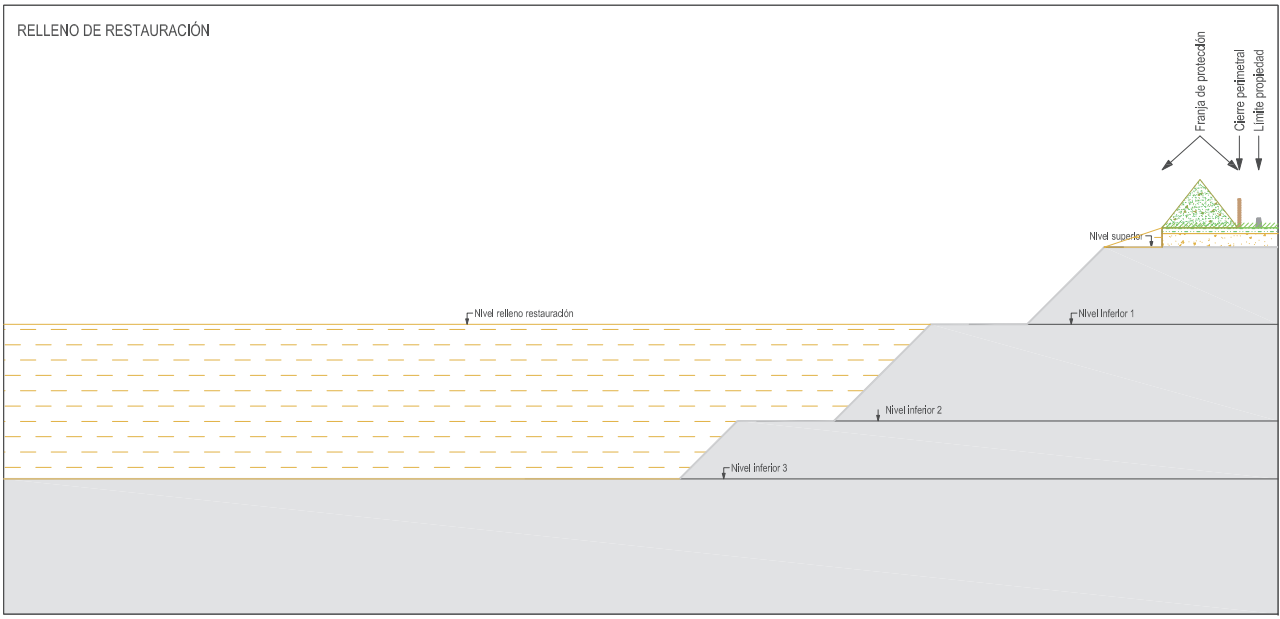 RELLENO DE RESTAURACIÓN
Franja de protección
Cierre perimetral
Límite propiedad
Nivel superior
Nivel relleno restauración
Nivel Inferior 1
Nivel inferior 2
Nivel inferior 3